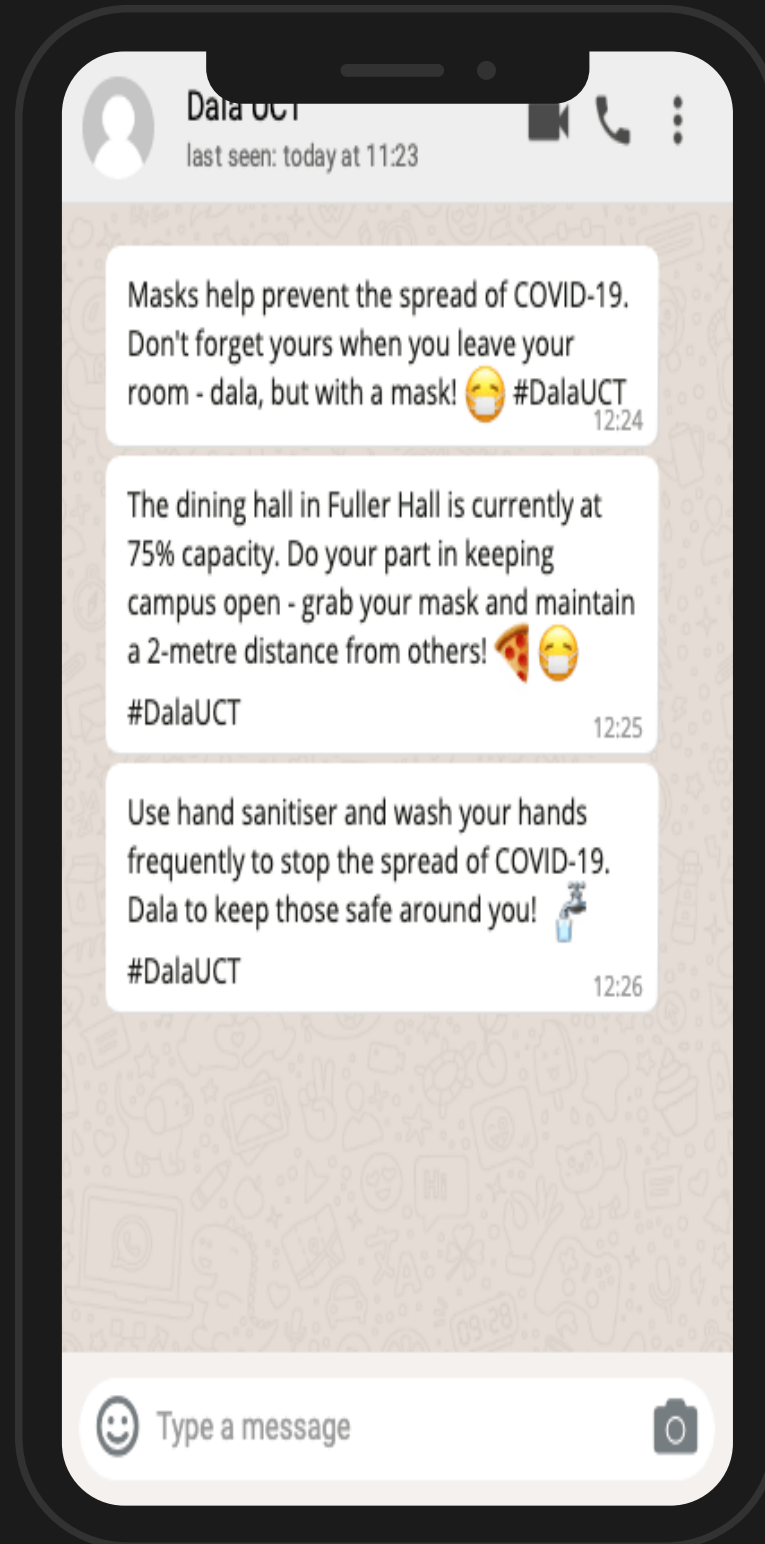 Dala UCT
last seen: today at 11:23
Masks help prevent the spread of COVID-19.
Don't forget yours when you leave your
room - dala, but with a mask! 😷 #DalaUCT
12:24
The dining hall in Fuller Hall is currently at
75% capacity. Do your part in keeping
campus open - grab your mask and maintain
a 2-metre distance from others! 🍕😷
#DalaUCT
12:25
Use hand sanitiser and wash your hands
frequently to stop the spread of COVID-19.
Dala to keep those safe around you! 🚰
#DalaUCT
12:26
Hi
09:28
Type a message